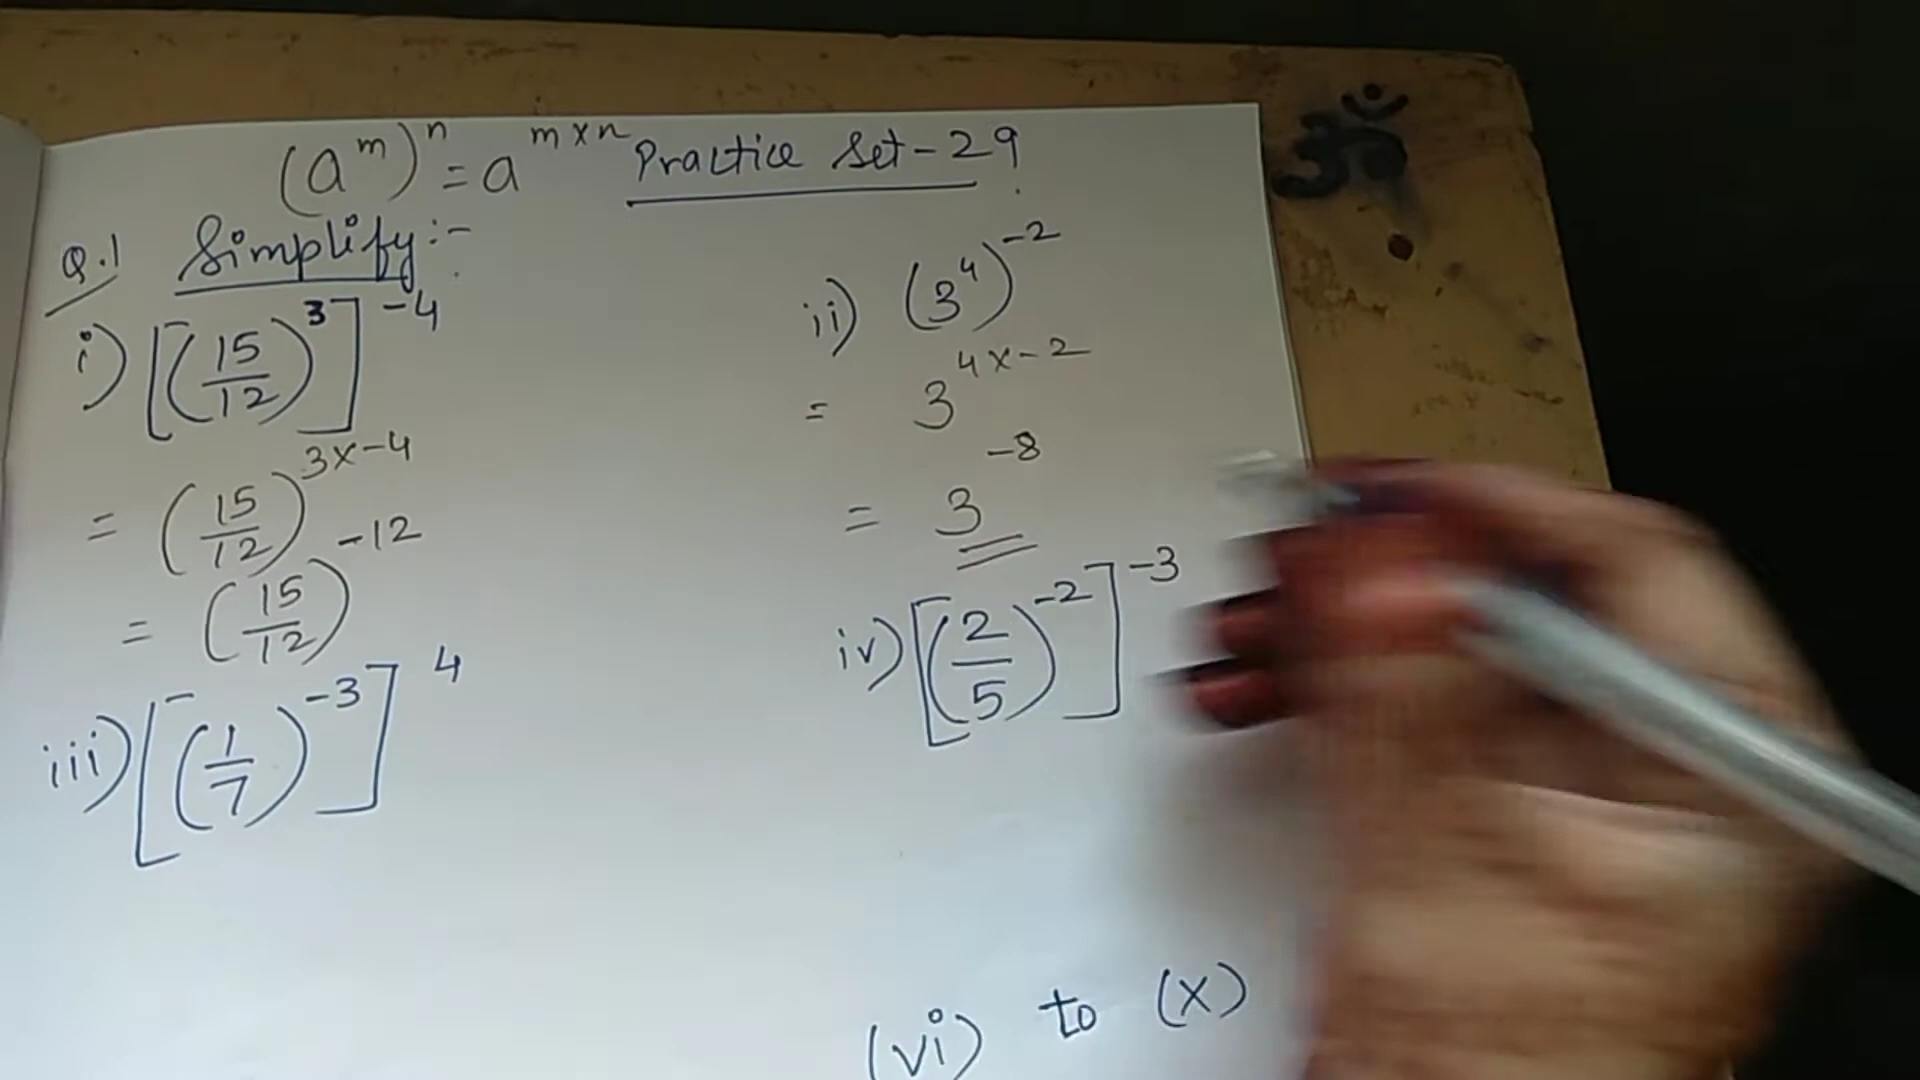 (a^m)^n = a^{m×n} Practice Set-29
Q.1 Simplify:-
i) [(15/12)^3]^{-4}
= (15/12)^{3×-4}
= (15/12)^{-12}
ii) (3^4)^{-2}
= 3^{4×-2}
= 3^{-8}
iii) [(1/7)^{-3}]^4
iv) [(2/5)^{-2}]^{-3}
(vi) to (x)
ॐ